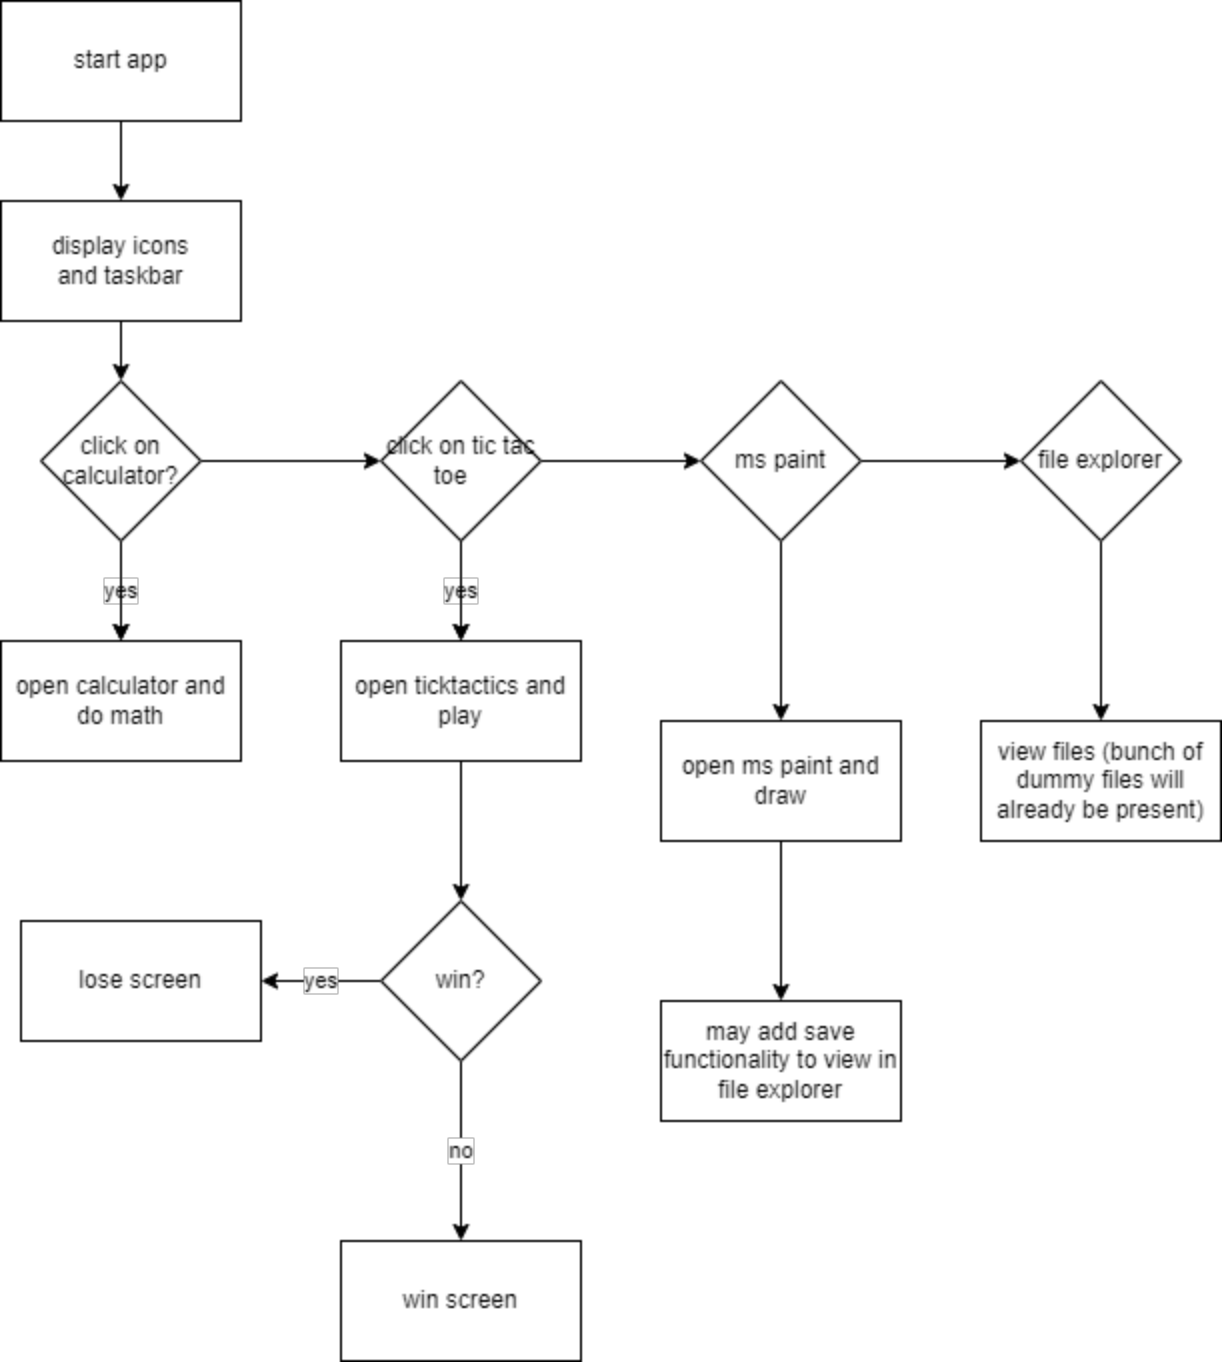 start app
display icons
and taskbar
click on
calculator?
click on tic tac
toe
ms paint
file explorer
yes
yes
open calculator and
do math
open ticktactics and
play
open ms paint and
draw
view files (bunch of
dummy files will
already be present)
lose screen
yes
win?
may add save
functionality to view in
file explorer
no
win screen